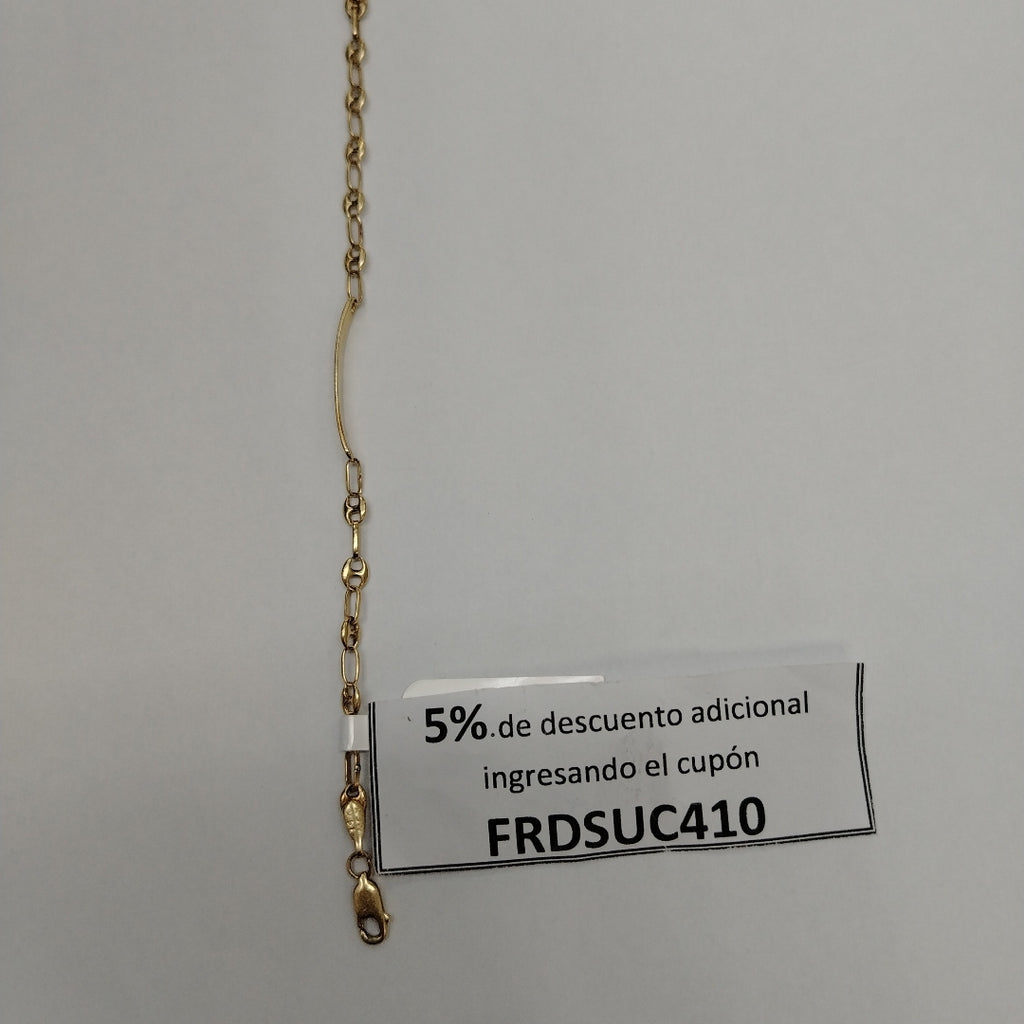 5%.de descuento adicional
ingresando el cupón
FRDSUC410